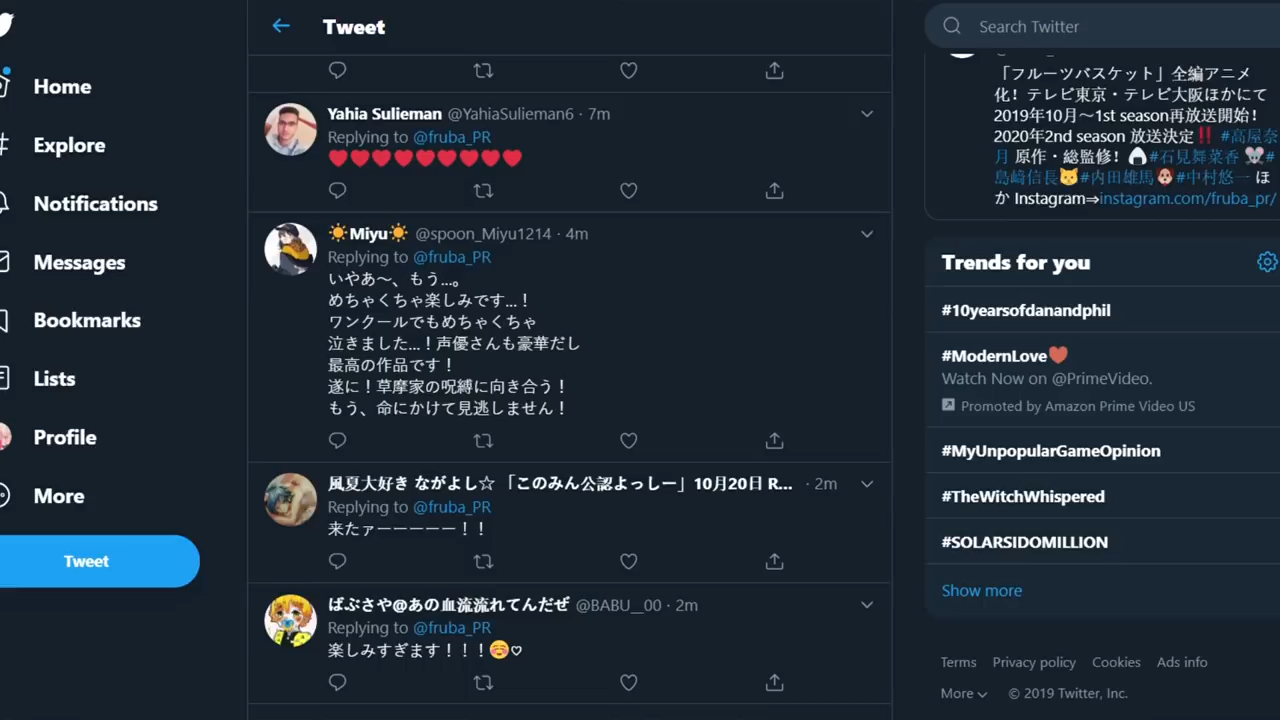 Home
Explore
Notifications
Messages
Bookmarks
Lists
Profile
More
Tweet
Tweet
Yahia Sulieman @YahiaSulieman6 · 7m
Replying to @fruba_PR
❤❤❤❤❤❤❤❤❤
☀Miyu☀ @spoon_Miyu1214 · 4m
Replying to @fruba_PR
いやあ〜、もう...。
めちゃくちゃ楽しみです...！
ワンクールでもめちゃくちゃ
泣きました...！声優さんも豪華だし
最高の作品です！
遂に！草摩家の呪縛に向き合う！
もう、命にかけて見逃しません！
風夏大好き ながよし☆ 「このみん公認よっしー」10月20日 R... · 2m
Replying to @fruba_PR
来たァーーーーー！！
ばぶさや@あの血流流れてんだぜ @BABU__00 · 2m
Replying to @fruba_PR
楽しみすぎます！！！☺♡
Search Twitter
「フルーツバスケット」全編アニメ
化！テレビ東京・テレビ大阪ほかにて
2019年10月〜1st season再放送開始！
2020年2nd season 放送決定‼ #高屋奈
月 原作・総監修！🍙#石見舞菜香 🐭#
島﨑信長🐱#内田雄馬🐶#中村悠一 ほ
か Instagram⇒instagram.com/fruba_pr/
Trends for you
#10yearsofdanandphil
#ModernLove❤
Watch Now on @PrimeVideo.
Promoted by Amazon Prime Video US
#MyUnpopularGameOpinion
#TheWitchWhispered
#SOLARSIDOMILLION
Show more
Terms Privacy policy Cookies Ads info
More © 2019 Twitter, Inc.